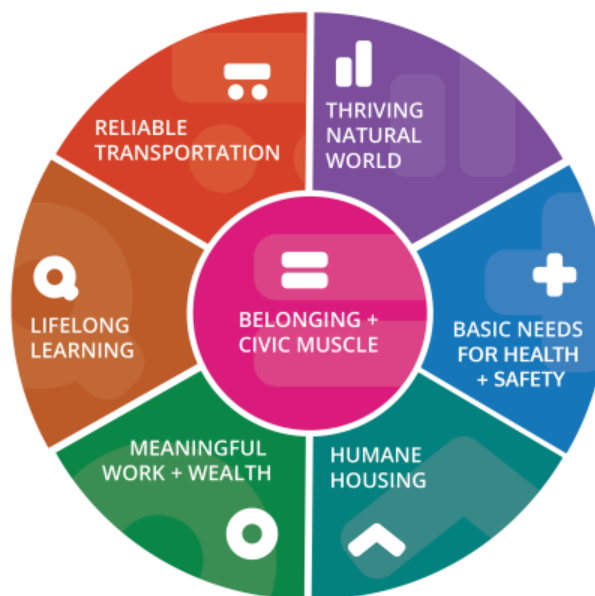 RELIABLE
TRANSPORTATION
THRIVING
NATURAL
WORLD
LIFELONG
LEARNING
BELONGING +
CIVIC MUSCLE
BASIC NEEDS
FOR HEALTH
+ SAFETY
MEANINGFUL
WORK + WEALTH
HUMANE
HOUSING